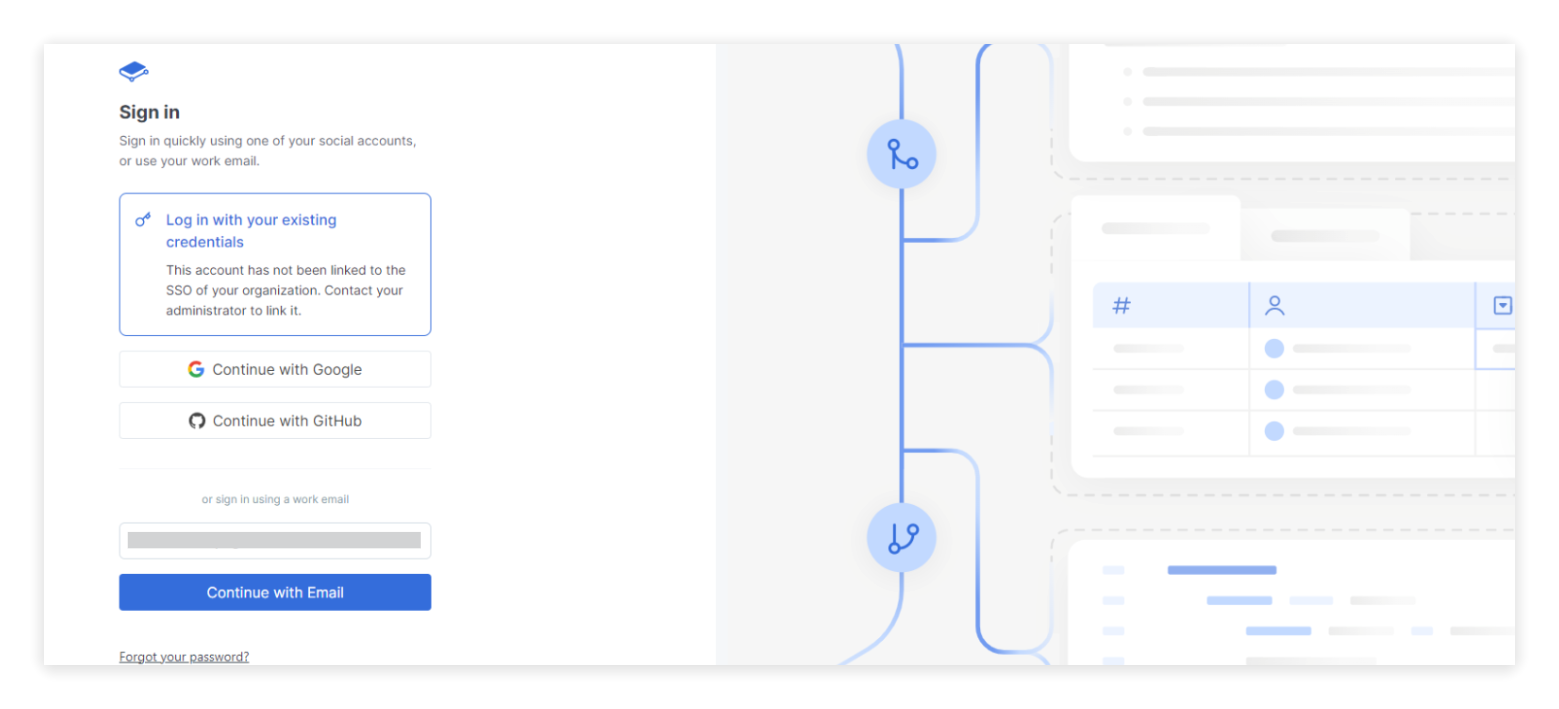 Sign in
Sign in quickly using one of your social accounts,
or use your work email.
Log in with your existing
credentials
This account has not been linked to the
SSO of your organization. Contact your
administrator to link it.
Continue with Google
Continue with GitHub
or sign in using a work email
Continue with Email
Forgot your password?
#